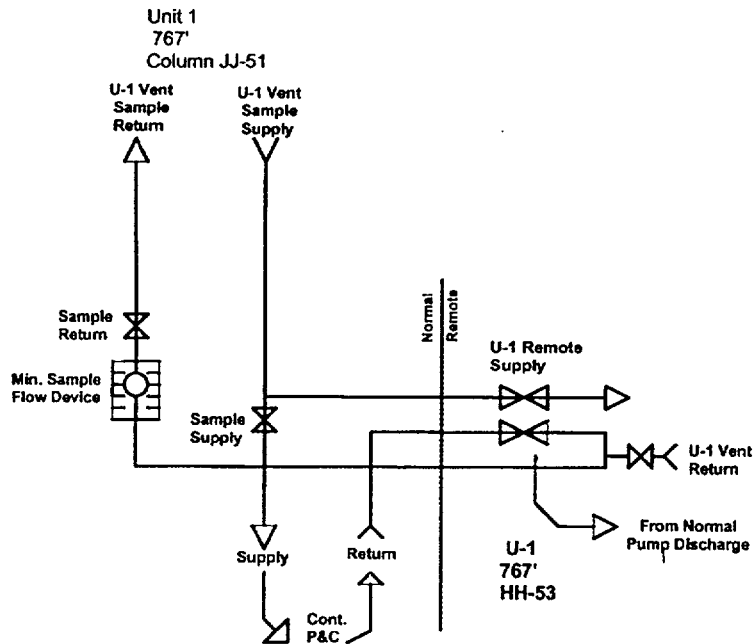 Unit 1
767'
Column JJ-51
U-1 Vent
Sample
Return
U-1 Vent
Sample
Supply
Normal
Remote
Sample
Return
U-1 Remote
Supply
Min. Sample
Flow Device
Sample
Supply
U-1 Vent
Return
Supply
Return
From Normal
Pump Discharge
U-1
767'
HH-53
Cont.
P&C